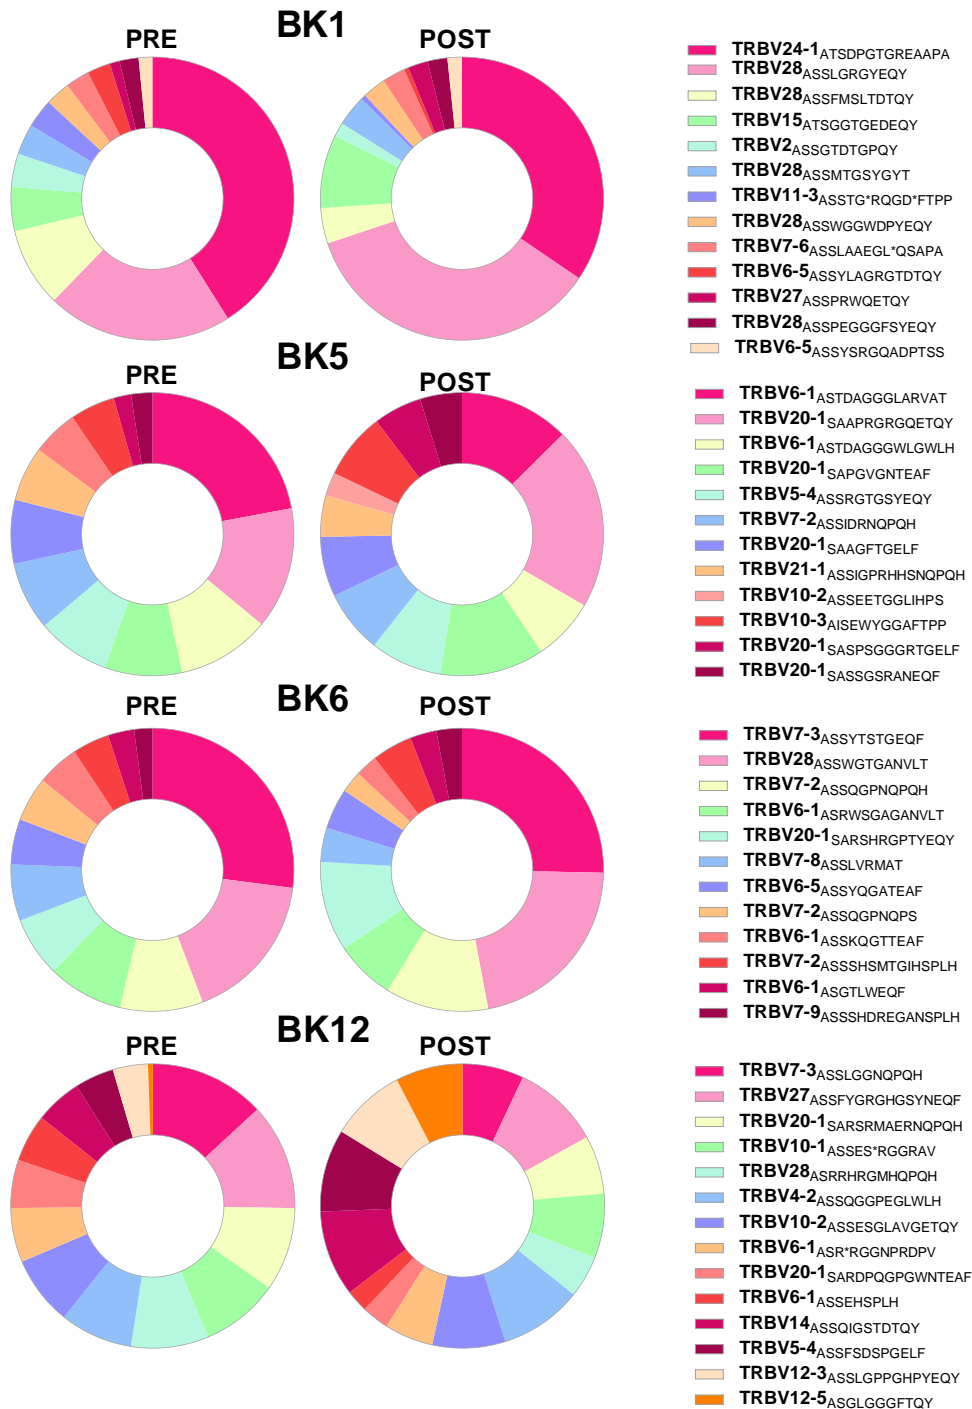 BK1
PRE
POST
TRBV24-1ATSDPGTGREAAPA
TRBV28ASSLGRGYEQY
TRBV28ASSFMSLTDTQY
TRBV15ATSGGTGEDEQY
TRBV2ASSGTDTGPQY
TRBV28ASSMTGSYGYT
TRBV11-3ASSTG*RQGD*FTPP
TRBV28ASSWGGWDPYEQY
TRBV7-6ASSLAAEGL*QSAPA
TRBV6-5ASSYLAGRGTDTQY
TRBV27ASSPRWQETQY
TRBV28ASSPEGGGFSYEQY
TRBV6-5ASSYSRGQADPTSS
BK5
PRE
POST
TRBV6-1ASTDAGGGLARVAT
TRBV20-1SAAPRGRGQETQY
TRBV6-1ASTDAGGGWLGWLH
TRBV20-1SAPGVGNTEAF
TRBV5-4ASSRGTGSYEQY
TRBV7-2ASSIDRNQPQH
TRBV20-1SAAGFTGELF
TRBV21-1ASSIGPRHHSNQPQH
TRBV10-2ASSEETGGLIHPS
TRBV10-3AISEWYGGAFTPP
TRBV20-1SASPSGGGRTGELF
TRBV20-1SASSGSRANEQF
BK6
PRE
POST
TRBV7-3ASSYTSTGEQF
TRBV28ASSWGTGANVLT
TRBV7-2ASSQGPNQPQH
TRBV6-1ASRWSGAGANVLT
TRBV20-1SARSHRGPTYEQY
TRBV7-8ASSLVRMAT
TRBV6-5ASSYQGATEAF
TRBV7-2ASSQGPNQPS
TRBV6-1ASSKQGTTEAF
TRBV7-2ASSSHSMTGIHSPLH
TRBV6-1ASGTLWEQF
TRBV7-9ASSSHDREGANSPLH
BK12
PRE
POST
TRBV7-3ASSLGGNQPQH
TRBV27ASSFYGRGHGSYNEQF
TRBV20-1SARSRMAERNQPQH
TRBV10-1ASSES*RGGRAV
TRBV28ASRRHRGMHQPQH
TRBV4-2ASSQGGPEGLWLH
TRBV10-2ASSESGLAVGETQY
TRBV6-1ASR*RGGNPRDPV
TRBV20-1SARDPQGPGWNTEAF
TRBV6-1ASSEHSPLH
TRBV14ASSQIGSTDTQY
TRBV5-4ASSFSDSPGELF
TRBV12-3ASSLGPPGHPYEQY
TRBV12-5ASGLGGGFTQY